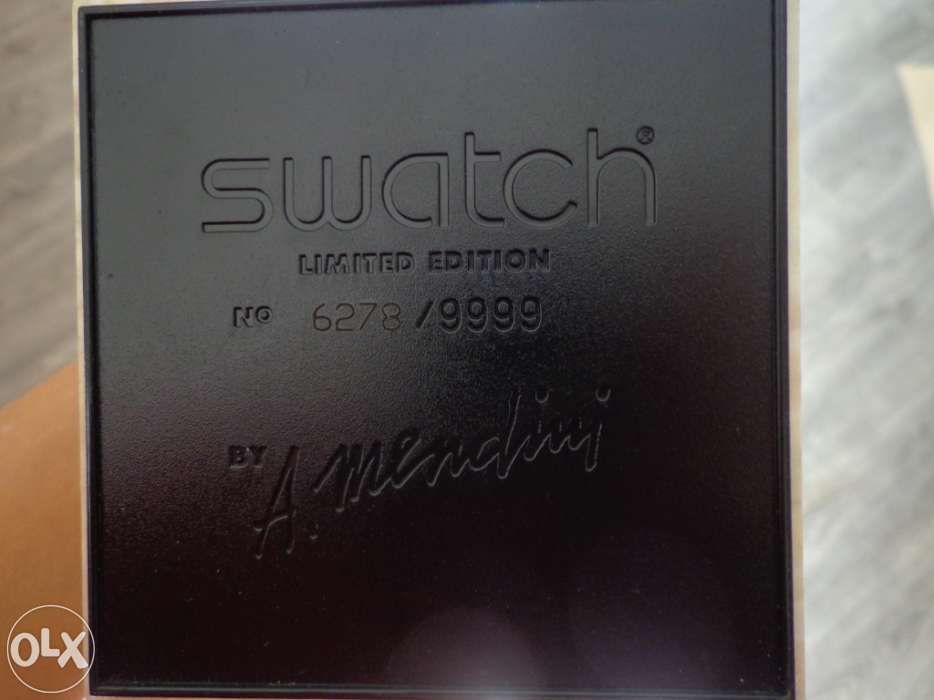 swatch®
LIMITED EDITION
Nº 6278/9999
BY A. Mendini
OLX